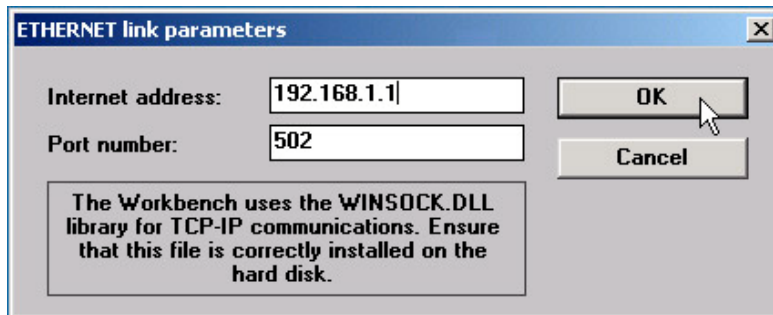 ETHERNET link parameters
Internet address:
192.168.1.1
OK
Port number:
502
Cancel
The Workbench uses the WINSOCK.DLL
library for TCP-IP communications. Ensure
that this file is correctly installed on the
hard disk.